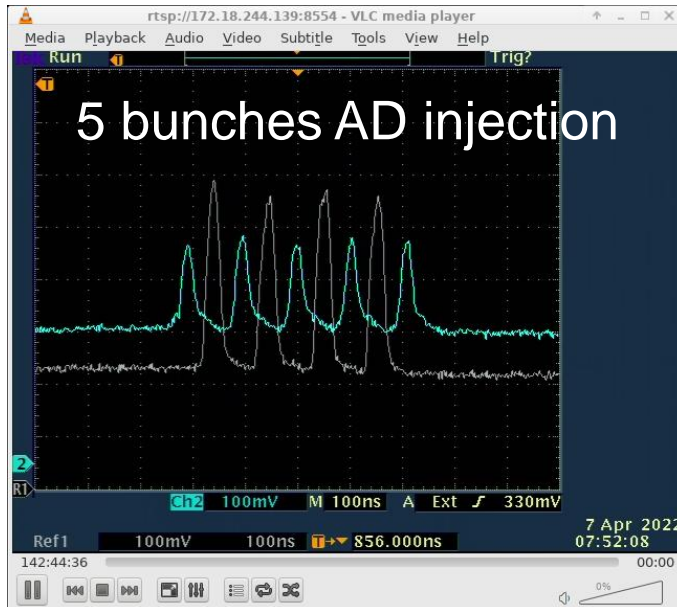 rtsp://172.18.244.139:8554 - VLC media player
Media Playback Audio Video Subtitle Tools View Help
Run T Trig?
T
5 bunches AD injection
2
R1
Ch2 100mV M 100ns A Ext 330mV
7 Apr 2022
Ref1 100mV 100ns T 856.000ns 07:52:08
142:44:36 00:00
0%